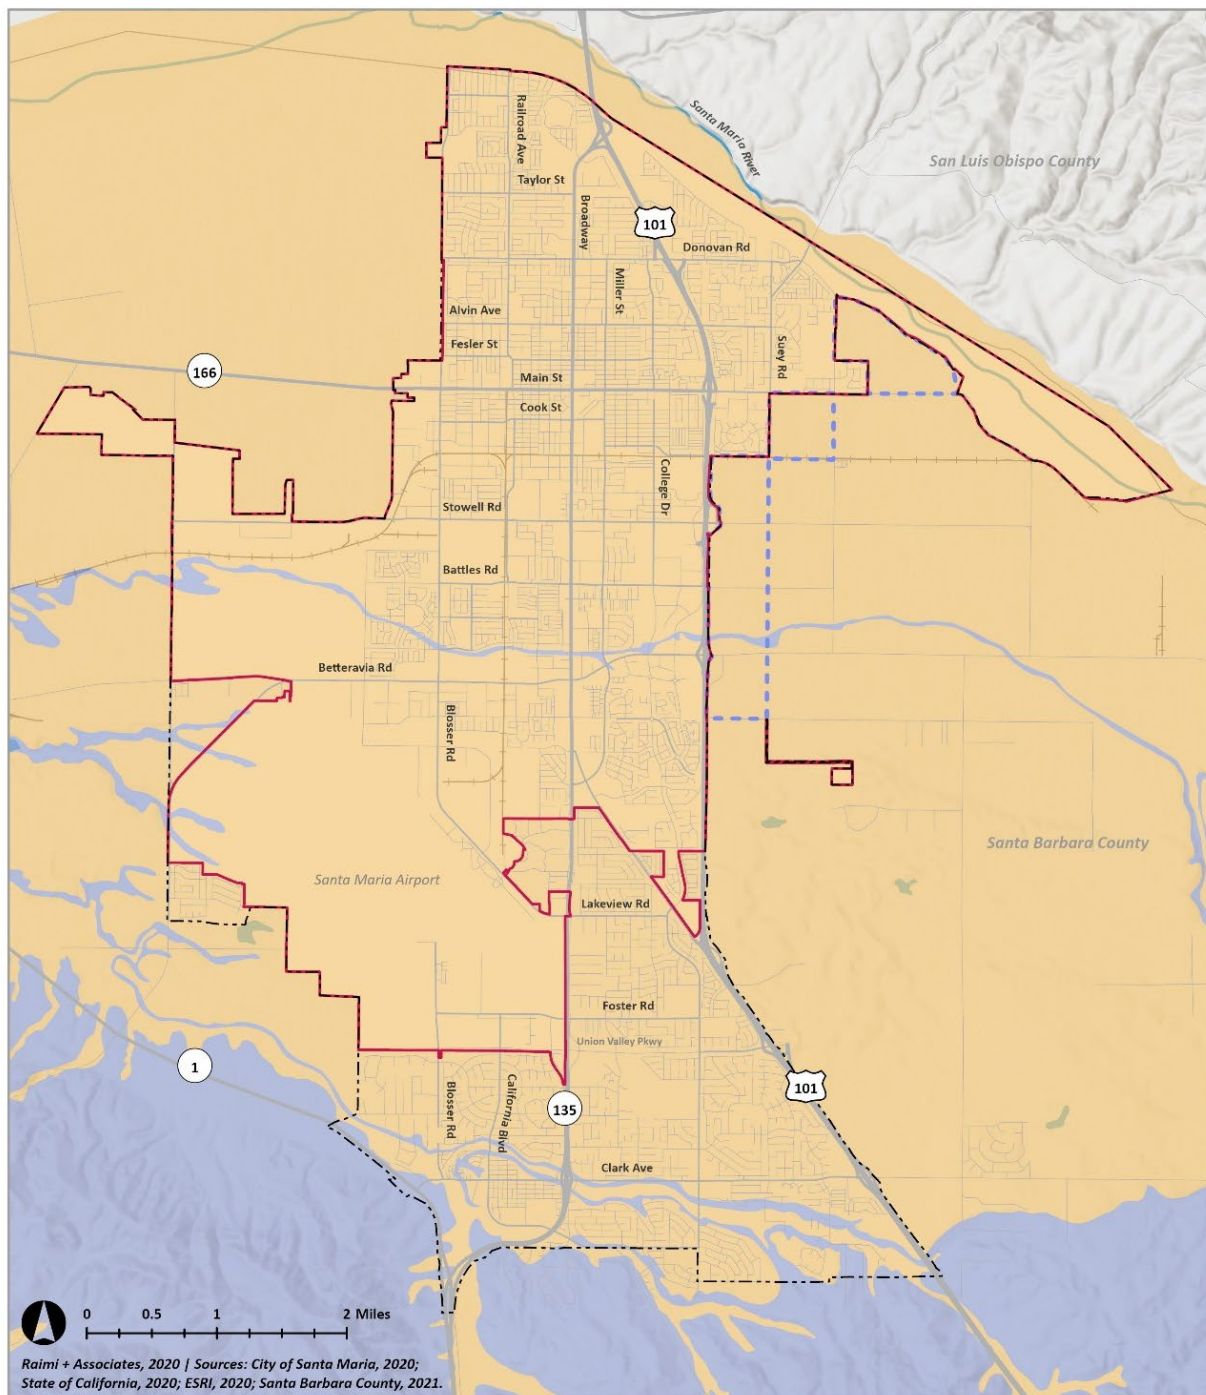 Santa Maria River
San Luis Obispo County
Railroad Ave
Taylor St
Broadway
101
Donovan Rd
Miller St
Alvin Ave
Fesler St
Suey Rd
166
Main St
Cook St
College Dr
Stowell Rd
Battles Rd
Betteravia Rd
Blosser Rd
Santa Barbara County
Santa Maria Airport
Lakeview Rd
Foster Rd
Union Valley Pkwy
1
101
Blosser Rd
California Blvd
135
Clark Ave
0 0.5 1 2 Miles
Raimi + Associates, 2020 | Sources: City of Santa Maria, 2020;
State of California, 2020; ESRI, 2020; Santa Barbara County, 2021.